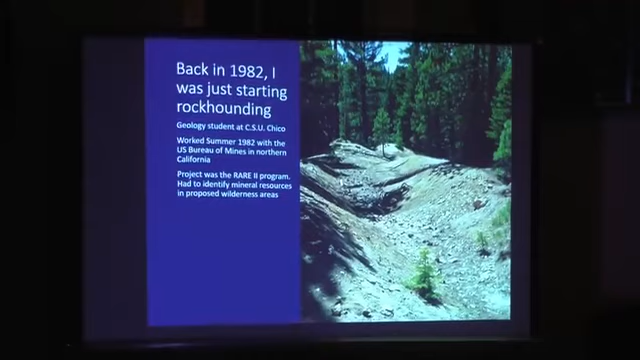 Back in 1982, I
was just starting
rockhounding
Geology student at C.S.U. Chico
Worked Summer 1982 with the
US Bureau of Mines in northern
California
Project was the RARE II program.
Had to identify mineral resources
in proposed wilderness areas